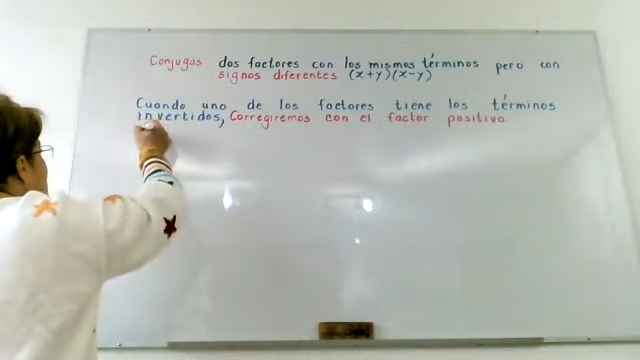 Conjugas dos factores con los mismos términos pero con
signos diferentes (x+y)(x-y)
Cuando uno de los factores tiene los términos
invertidos, Corregiremos con el factor positivo.